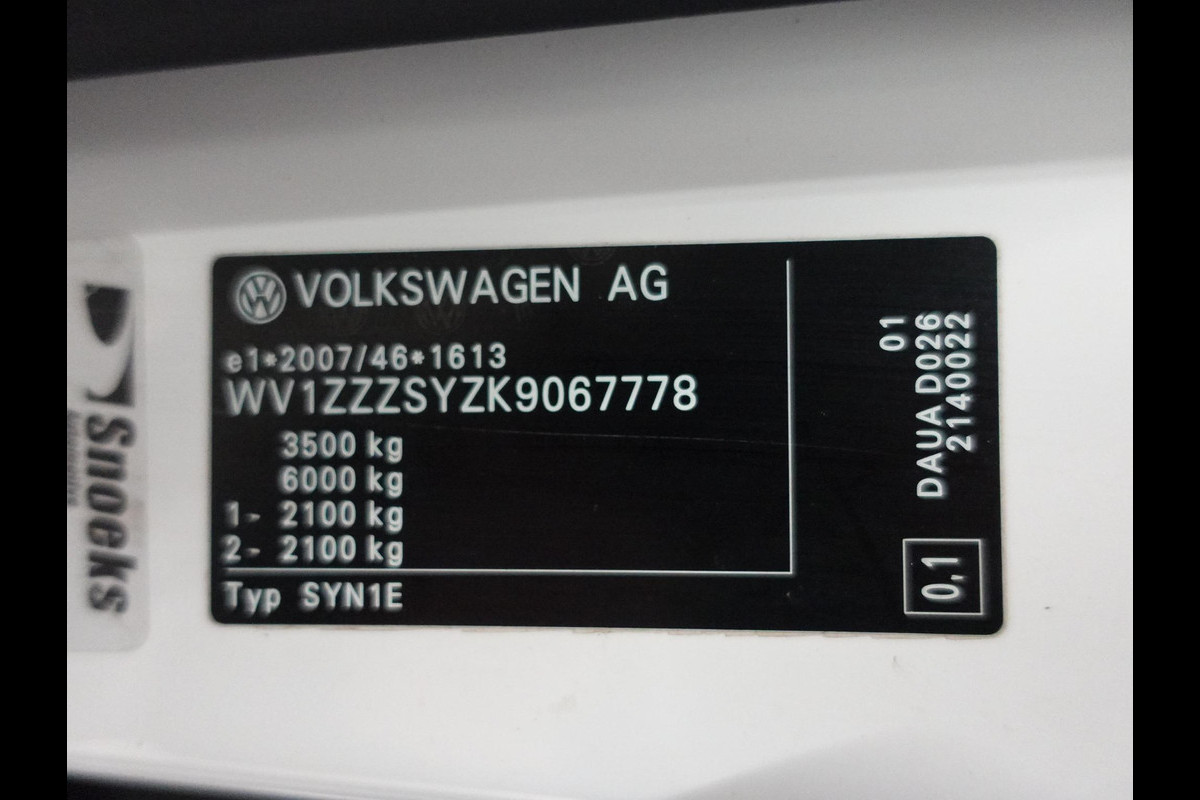 VOLKSWAGEN AG
e1*2007/46*1613
WV1ZZZSYZK9067778
3500 kg
6000 kg
1- 2100 kg
2- 2100 kg
Typ SYN1E
01
DAUA D026
2140022
0,1
Snoeks